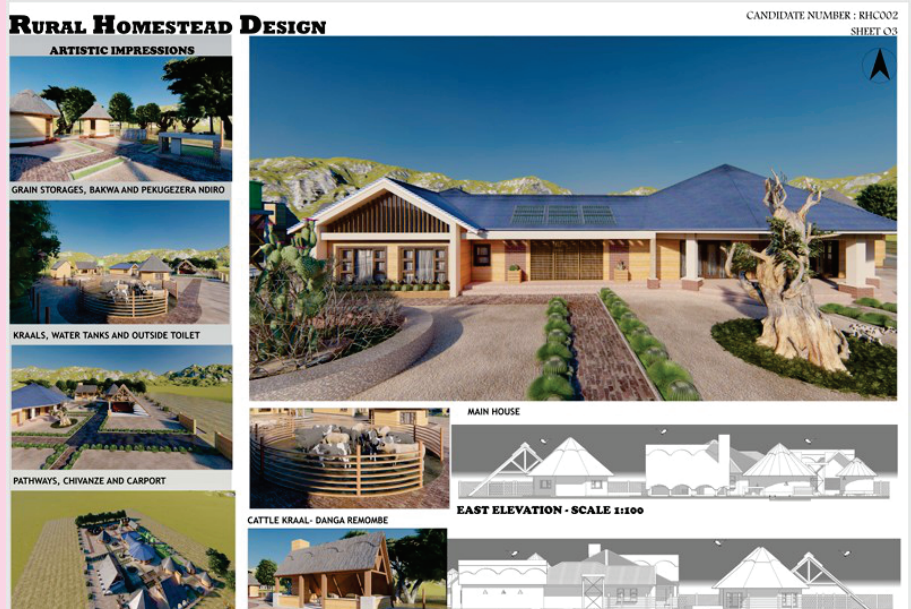 RURAL HOMESTEAD DESIGN
CANDIDATE NUMBER : RHC002
SHEET 03
ARTISTIC IMPRESSIONS
GRAIN STORAGES, BAKWA AND PEKUGEZERA NDIRO
KRAALS, WATER TANKS AND OUTSIDE TOILET
PATHWAYS, CHIVANZE AND CARPORT
MAIN HOUSE
CATTLE KRAAL- DANGA REMOMBE
EAST ELEVATION - SCALE 1:100